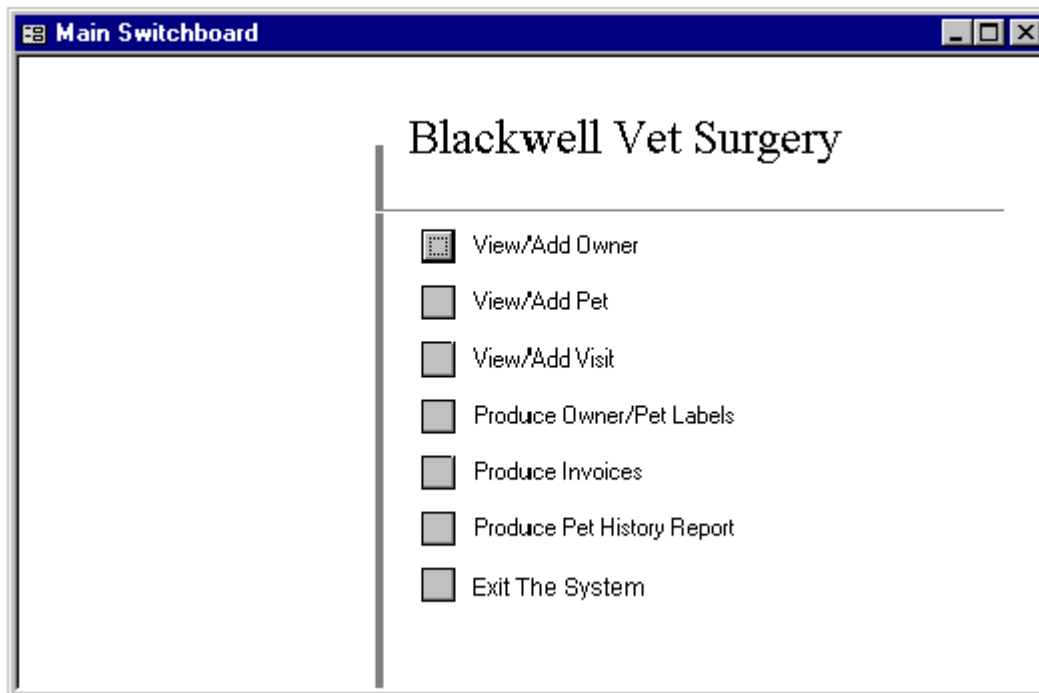 Main Switchboard
Blackwell Vet Surgery
View/Add Owner
View/Add Pet
View/Add Visit
Produce Owner/Pet Labels
Produce Invoices
Produce Pet History Report
Exit The System